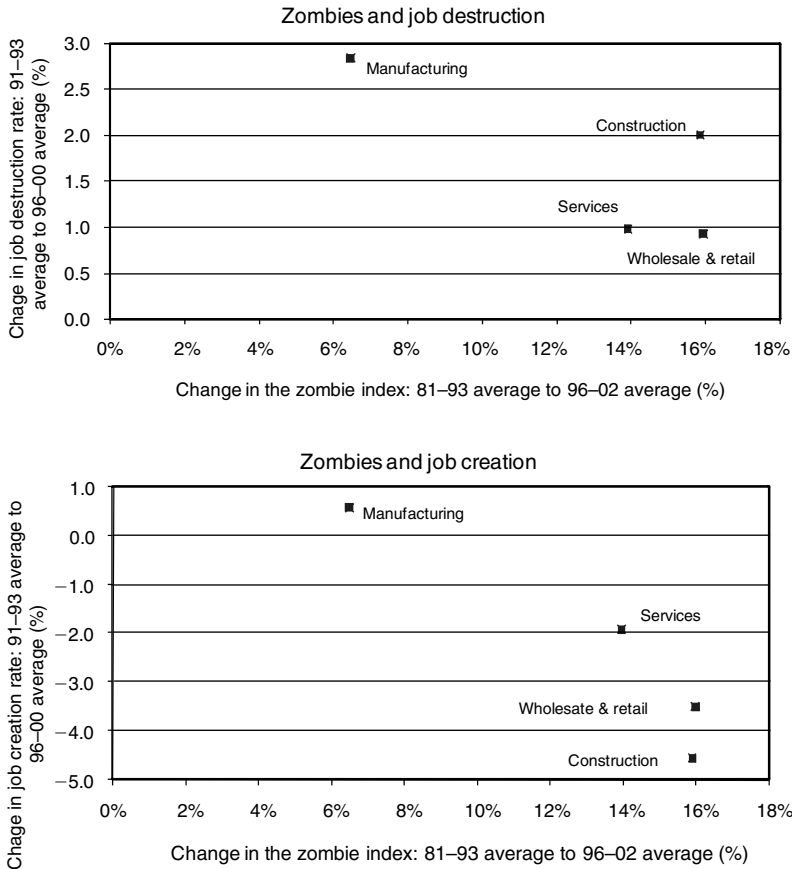 Zombies and job destruction
Chage in job destruction rate: 91–93
average to 96–00 average (%)
3.0
2.5
2.0
1.5
1.0
0.5
0.0
Manufacturing
Construction
Services
Wholesale & retail
0% 2% 4% 6% 8% 10% 12% 14% 16% 18%
Change in the zombie index: 81–93 average to 96–02 average (%)
Zombies and job creation
Chage in job creation rate: 91–93 average to
96–00 average (%)
1.0
0.0
−1.0
−2.0
−3.0
−4.0
−5.0
Manufacturing
Services
Wholesate & retail
Construction
0% 2% 4% 6% 8% 10% 12% 14% 16% 18%
Change in the zombie index: 81–93 average to 96–02 average (%)